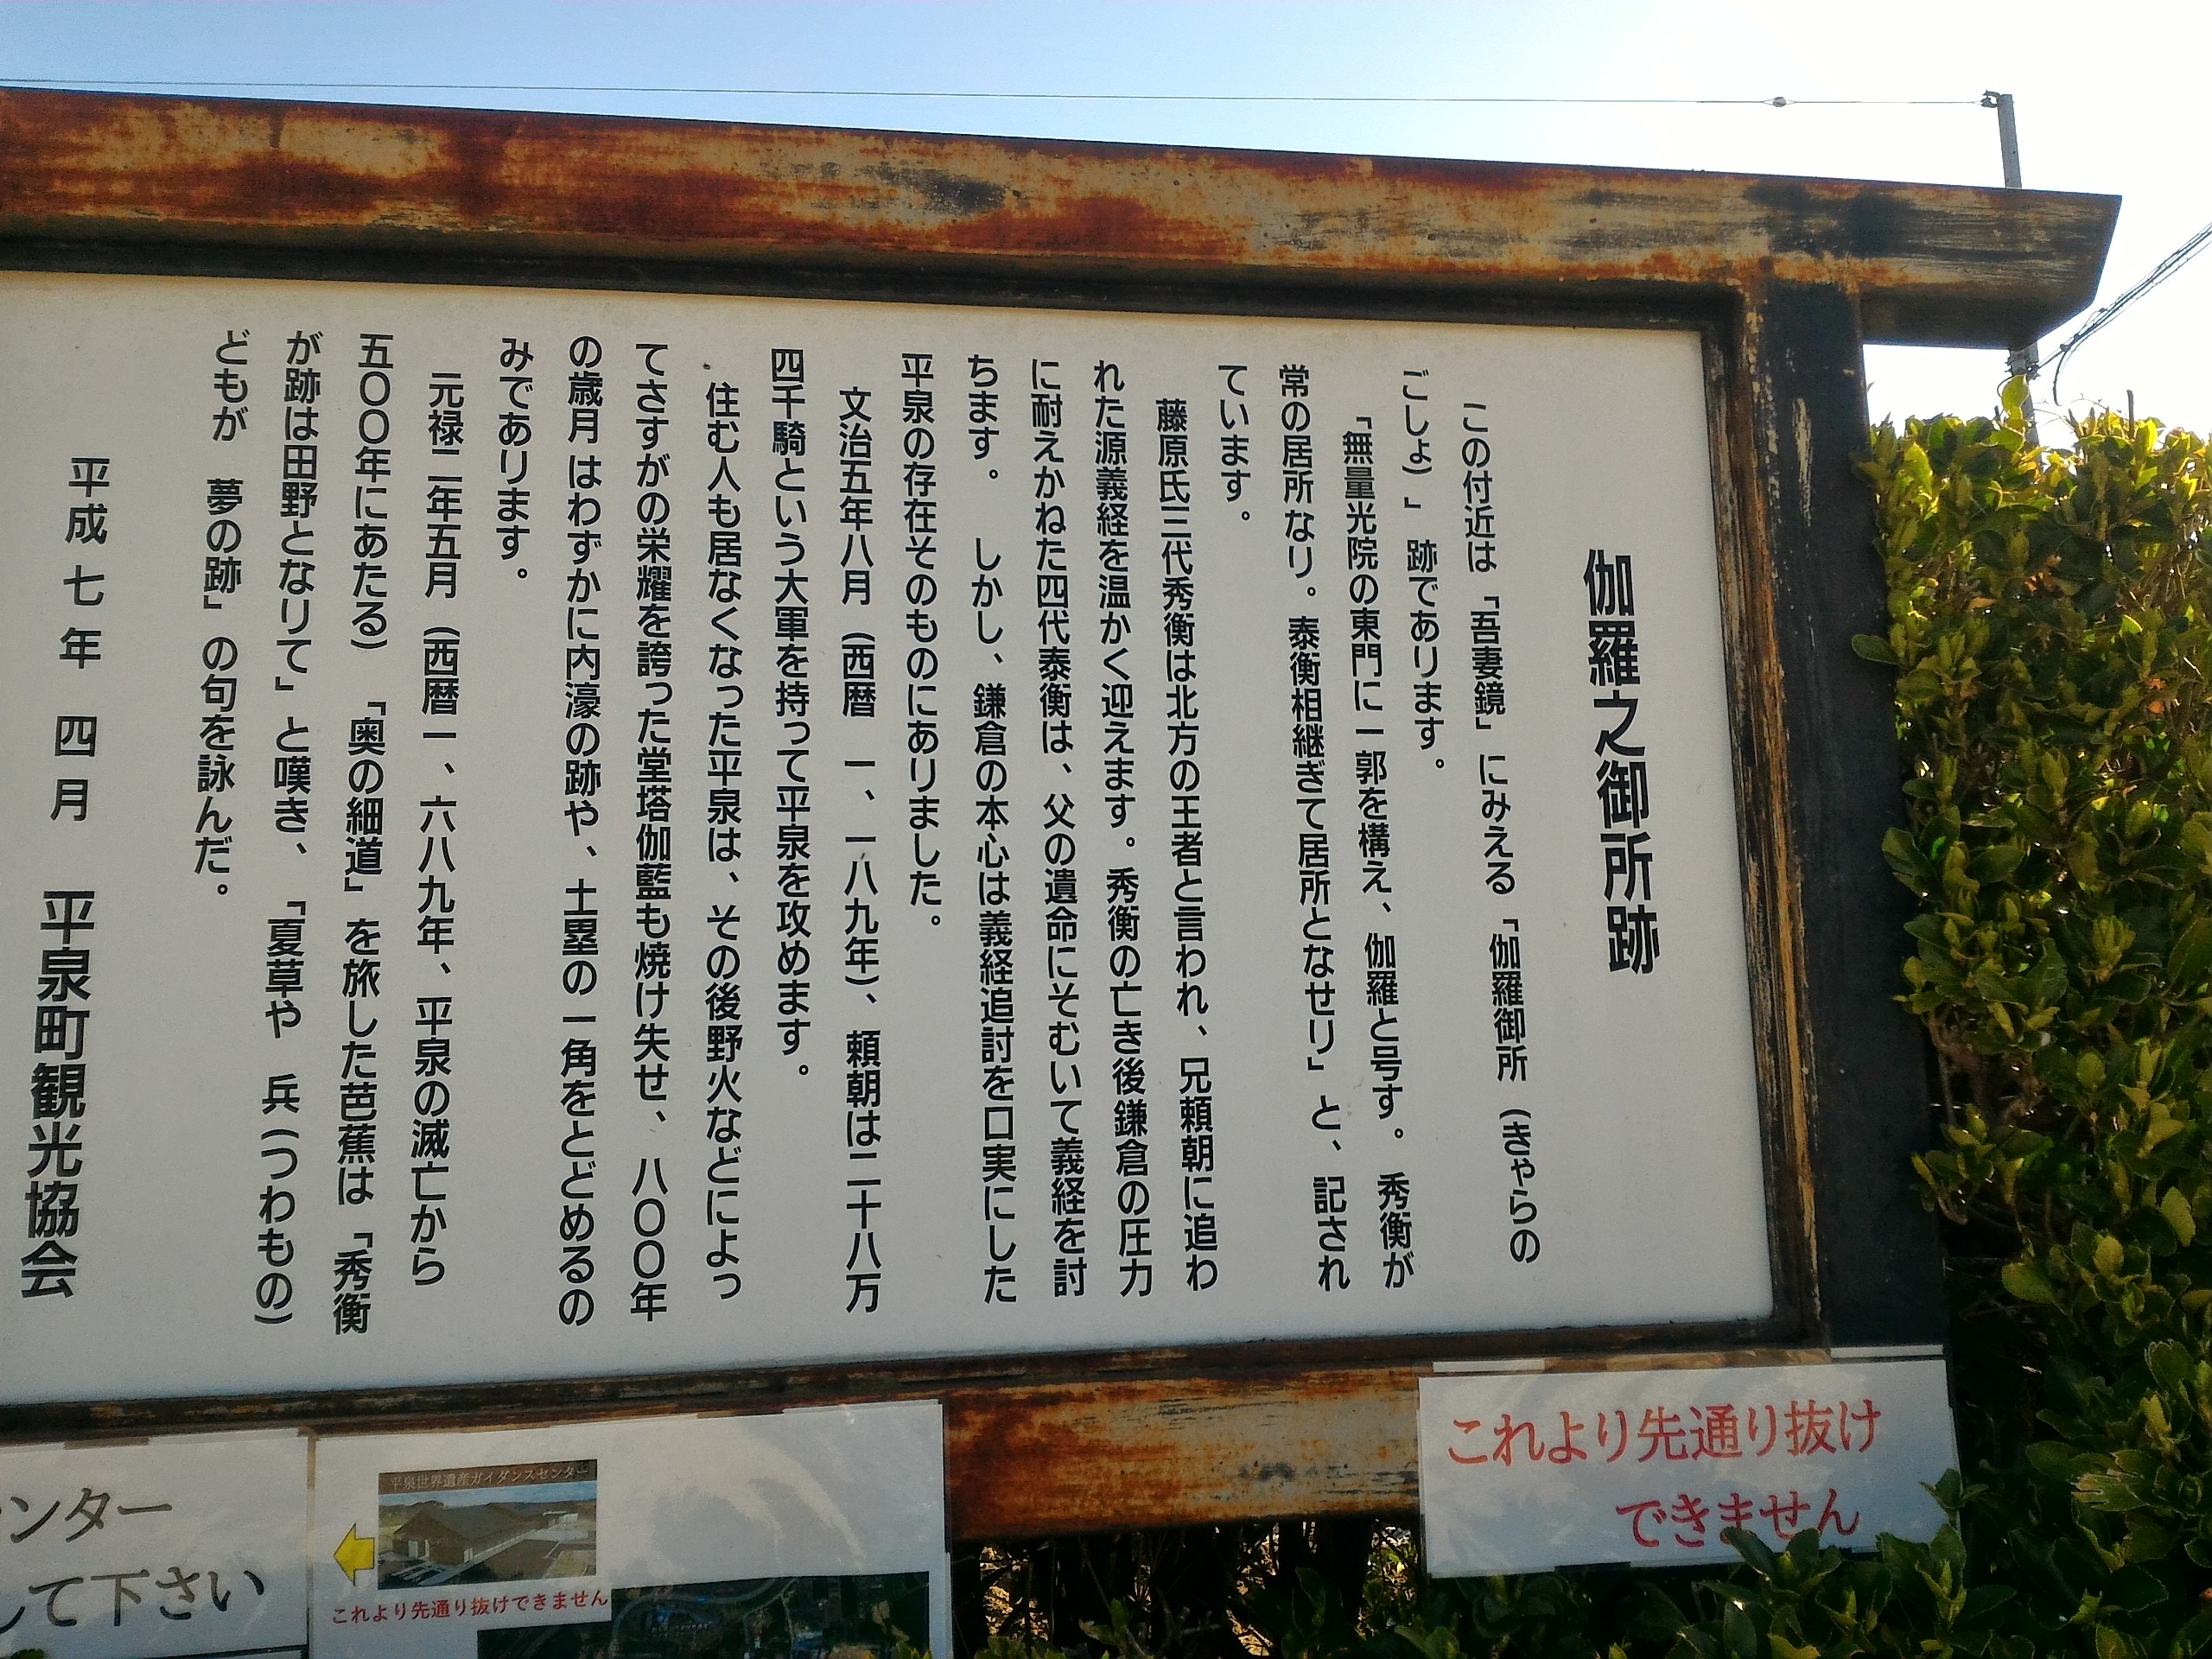 伽羅之御所跡
この付近は「吾妻鏡」にみえる「伽羅御所（きゃらの
ごしょ）」跡であります。
「無量光院の東門に一郭を構え、伽羅と号す。秀衡が
常の居所なり。泰衡相継ぎて居所となせり」と、記され
ています。
藤原氏三代秀衡は北方の王者と言われ、兄頼朝に追わ
れた源義経を温かく迎えます。秀衡の亡き後鎌倉の圧力
に耐えかねた四代泰衡は、父の遺命にそむいて義経を討
ちます。　しかし、鎌倉の本心は義経追討を口実にした
平泉の存在そのものにありました。
文治五年八月（西暦　一、一八九年）、頼朝は二十八万
四千騎という大軍を持って平泉を攻めます。
住む人も居なくなった平泉は、その後野火などによっ
てさすがの栄耀を誇った堂塔伽藍も焼け失せ、八〇〇年
の歳月はわずかに内濠の跡や、土塁の一角をとどめるの
みであります。
元禄二年五月（西暦一、六八九年、平泉の滅亡から
五〇〇年にあたる）　「奥の細道」を旅した芭蕉は「秀衡
が跡は田野となりて」と嘆き、「夏草や　兵（つわもの）
どもが　夢の跡」の句を詠んだ。
平成七年　四月　平泉町観光協会
これより先通り抜け
できません
平泉世界遺産ガイダンスセンター
これより先通り抜けできません
ンター
して下さい